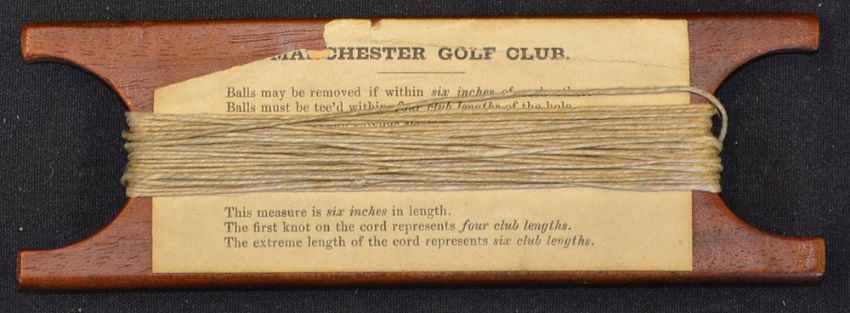 MANCHESTER GOLF CLUB.
Balls may be removed if within six inches of
Balls must be tee'd within four club lengths of the hole
This measure is six inches in length.
The first knot on the cord represents four club lengths.
The extreme length of the cord represents six club lengths.